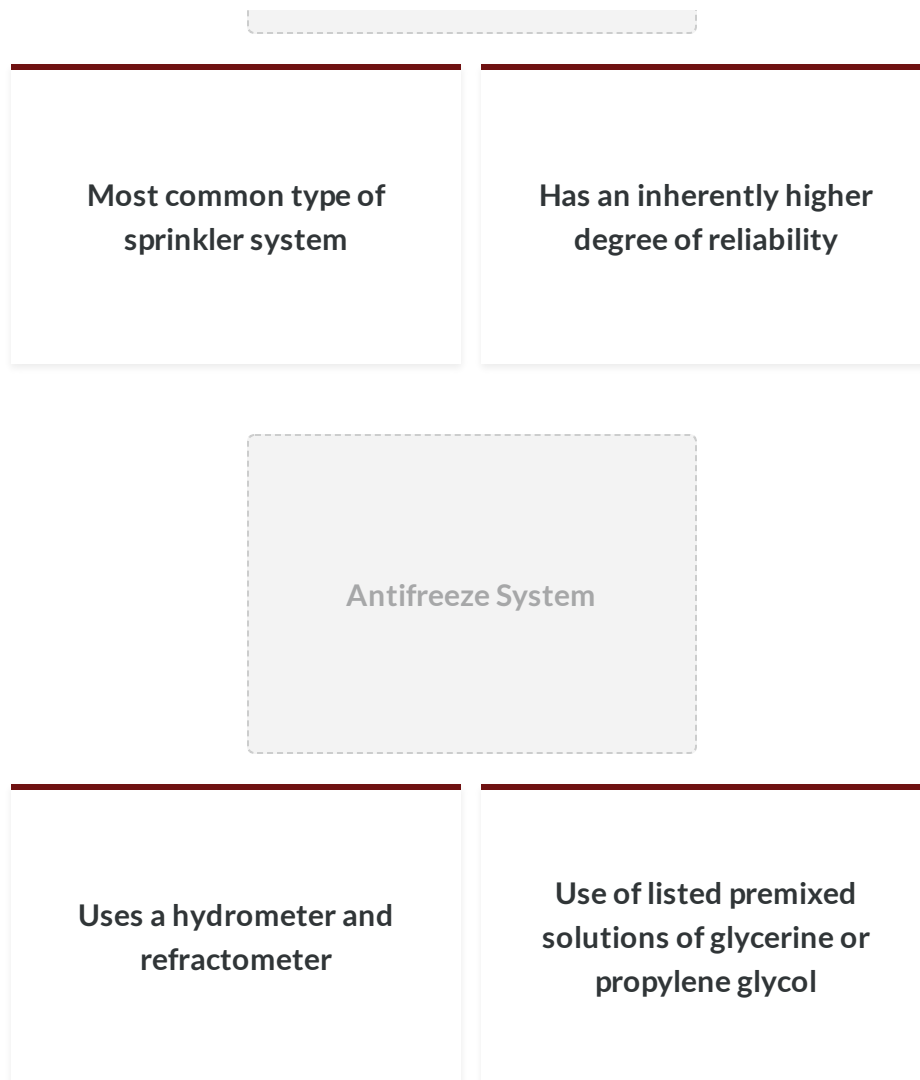 Most common type of
sprinkler system
Has an inherently higher
degree of reliability
Antifreeze System
Uses a hydrometer and
refractometer
Use of listed premixed
solutions of glycerine or
propylene glycol